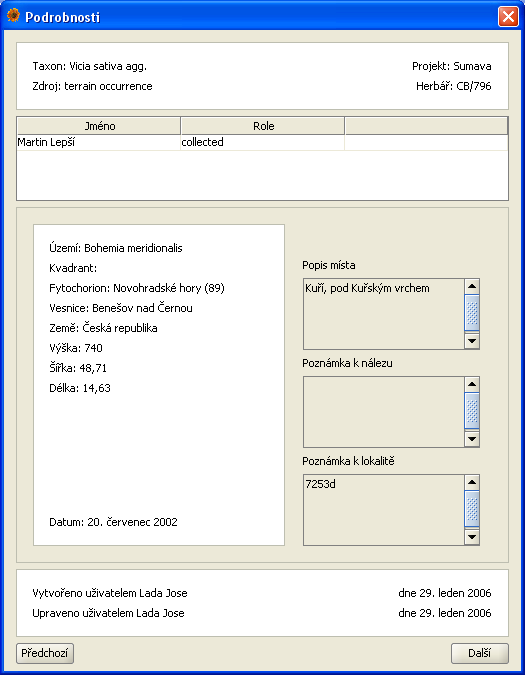 Podrobnosti
Taxon: Vicia sativa agg.
Projekt: Sumava
Zdroj: terrain occurrence
Herbář: CB/796
Jméno
Role
Martin Lepší
collected
Území: Bohemia meridionalis
Kvadrant:
Fytochorion: Novohradské hory (89)
Vesnice: Benešov nad Černou
Země: Česká republika
Výška: 740
Šířka: 48,71
Délka: 14,63
Datum: 20. červenec 2002
Popis místa
Kuří, pod Kuřským vrchem
Poznámka k nálezu
Poznámka k lokalitě
7253d
Vytvořeno uživatelem Lada Jose
dne 29. leden 2006
Upraveno uživatelem Lada Jose
dne 29. leden 2006
Předchozí
Další